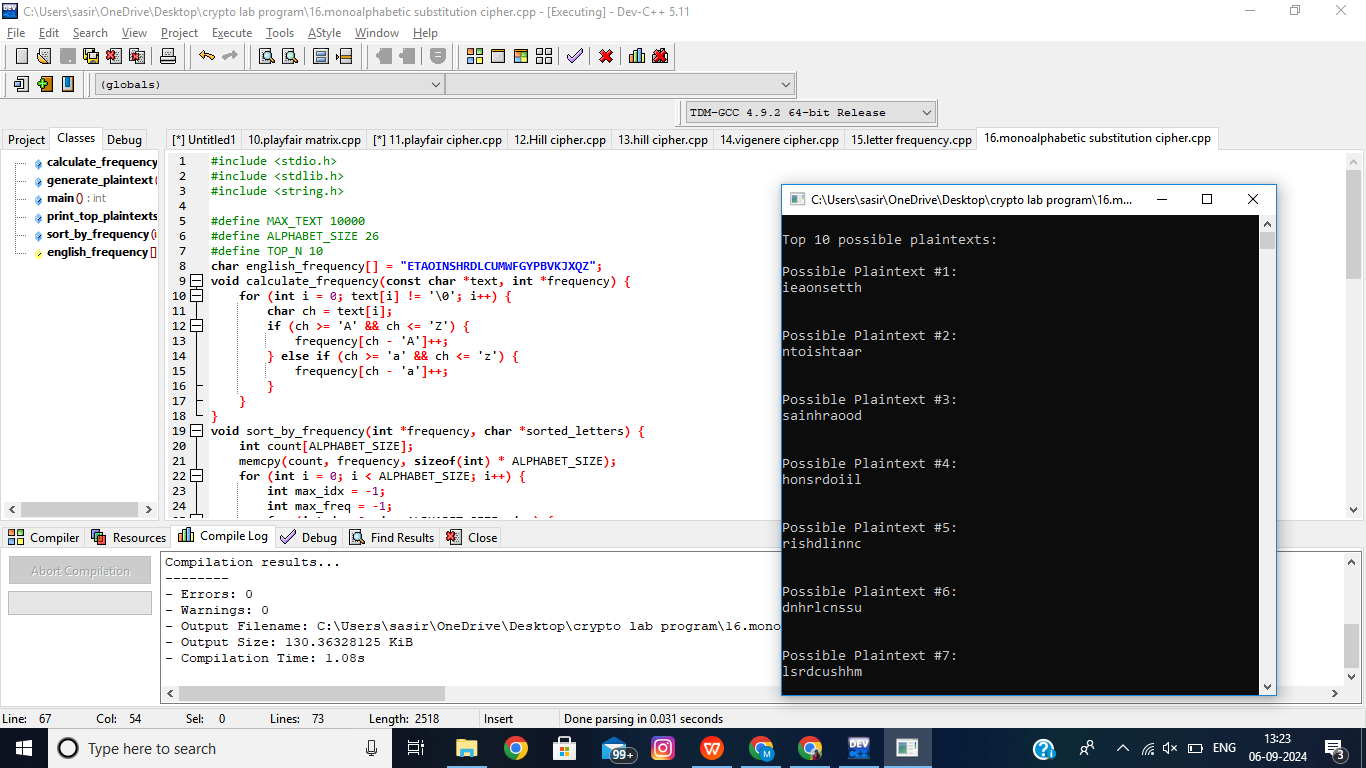 C:\Users\sasir\OneDrive\Desktop\crypto lab program\16.monoalphabetic substitution cipher.cpp - [Executing] - Dev-C++ 5.11
File Edit Search View Project Execute Tools AStyle Window Help
(globals)
TDM-GCC 4.9.2 64-bit Release
Project Classes Debug
[*] Untitled1 10.playfair matrix.cpp [*] 11.playfair cipher.cpp 12.Hill cipher.cpp 13.hill cipher.cpp 14.vigenere cipher.cpp 15.letter frequency.cpp 16.monoalphabetic substitution cipher.cpp
calculate_frequency
generate_plaintext(
main() : int
print_top_plaintexts
sort_by_frequency(i
english_frequency[]
1 #include <stdio.h>
2 #include <stdlib.h>
3 #include <string.h>
4
5 #define MAX_TEXT 10000
6 #define ALPHABET_SIZE 26
7 #define TOP_N 10
8 char english_frequency[] = "ETAOINSHRDLCUMWFGYPBVKJXQZ";
9 void calculate_frequency(const char *text, int *frequency) {
10 for (int i = 0; text[i] != '\0'; i++) {
11 char ch = text[i];
12 if (ch >= 'A' && ch <= 'Z') {
13 frequency[ch - 'A']++;
14 } else if (ch >= 'a' && ch <= 'z') {
15 frequency[ch - 'a']++;
16 }
17 }
18 }
19 void sort_by_frequency(int *frequency, char *sorted_letters) {
20 int count[ALPHABET_SIZE];
21 memcpy(count, frequency, sizeof(int) * ALPHABET_SIZE);
22 for (int i = 0; i < ALPHABET_SIZE; i++) {
23 int max_idx = -1;
24 int max_freq = -1;
C:\Users\sasir\OneDrive\Desktop\crypto lab program\16.m...
Top 10 possible plaintexts:
Possible Plaintext #1:
ieaonsetth
Possible Plaintext #2:
ntoishtaar
Possible Plaintext #3:
sainhraood
Possible Plaintext #4:
honsrdoiil
Possible Plaintext #5:
rishdlinnc
Possible Plaintext #6:
dnhrlcnssu
Possible Plaintext #7:
lsrdcushhm
Compiler Resources Compile Log Debug Find Results Close
Abort Compilation
Compilation results...
--------
- Errors: 0
- Warnings: 0
- Output Filename: C:\Users\sasir\OneDrive\Desktop\crypto lab program\16.mono
- Output Size: 130.36328125 KiB
- Compilation Time: 1.08s
Line: 67 Col: 54 Sel: 0 Lines: 73 Length: 2518 Insert Done parsing in 0.031 seconds
Type here to search
99+
DEV
ENG
13:23
06-09-2024
3